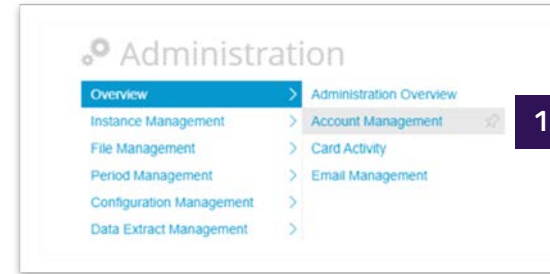 Administration
Overview
Instance Management
File Management
Period Management
Configuration Management
Data Extract Management
Administration Overview
Account Management
Card Activity
Email Management
1